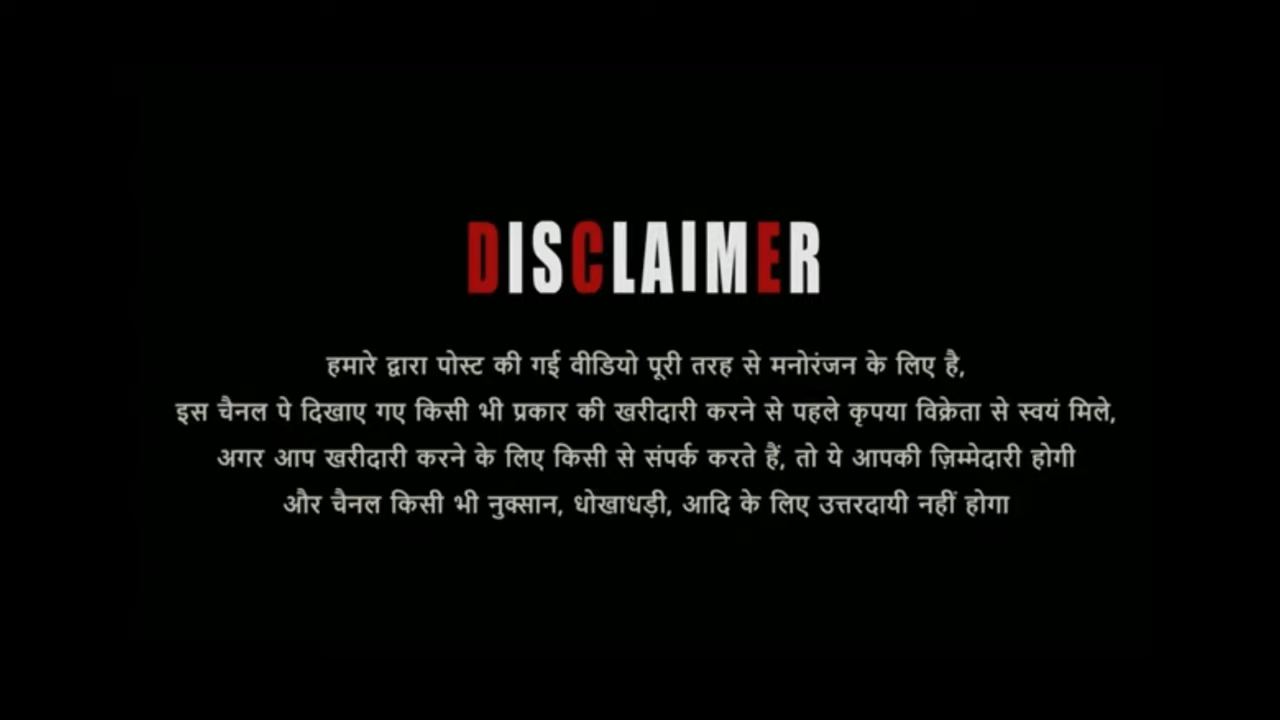 DISCLAIMER
हमारे द्वारा पोस्ट की गई वीडियो पूरी तरह से मनोरंजन के लिए है,
इस चैनल पे दिखाए गए किसी भी प्रकार की खरीदारी करने से पहले कृपया विक्रेता से स्वयं मिले,
अगर आप खरीदारी करने के लिए किसी से संपर्क करते हैं, तो ये आपकी ज़िम्मेदारी होगी
और चैनल किसी भी नुक्सान, धोखाधड़ी, आदि के लिए उत्तरदायी नहीं होगा